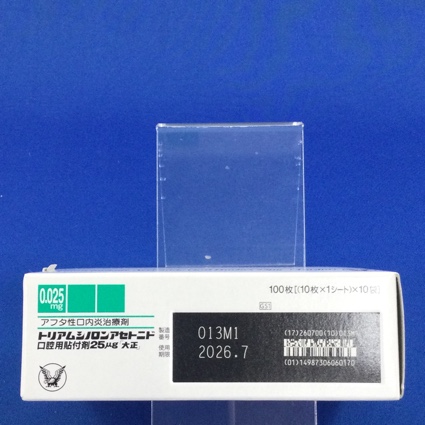 0.025
mg
アフタ性口内炎治療剤
トリアムシノロンアセトニド
口腔用貼付剤25μg 大正
製造
番号
013M1
使用
期限
2026.7
100枚[(10枚×1シート)×10袋]
(01)14987306060170